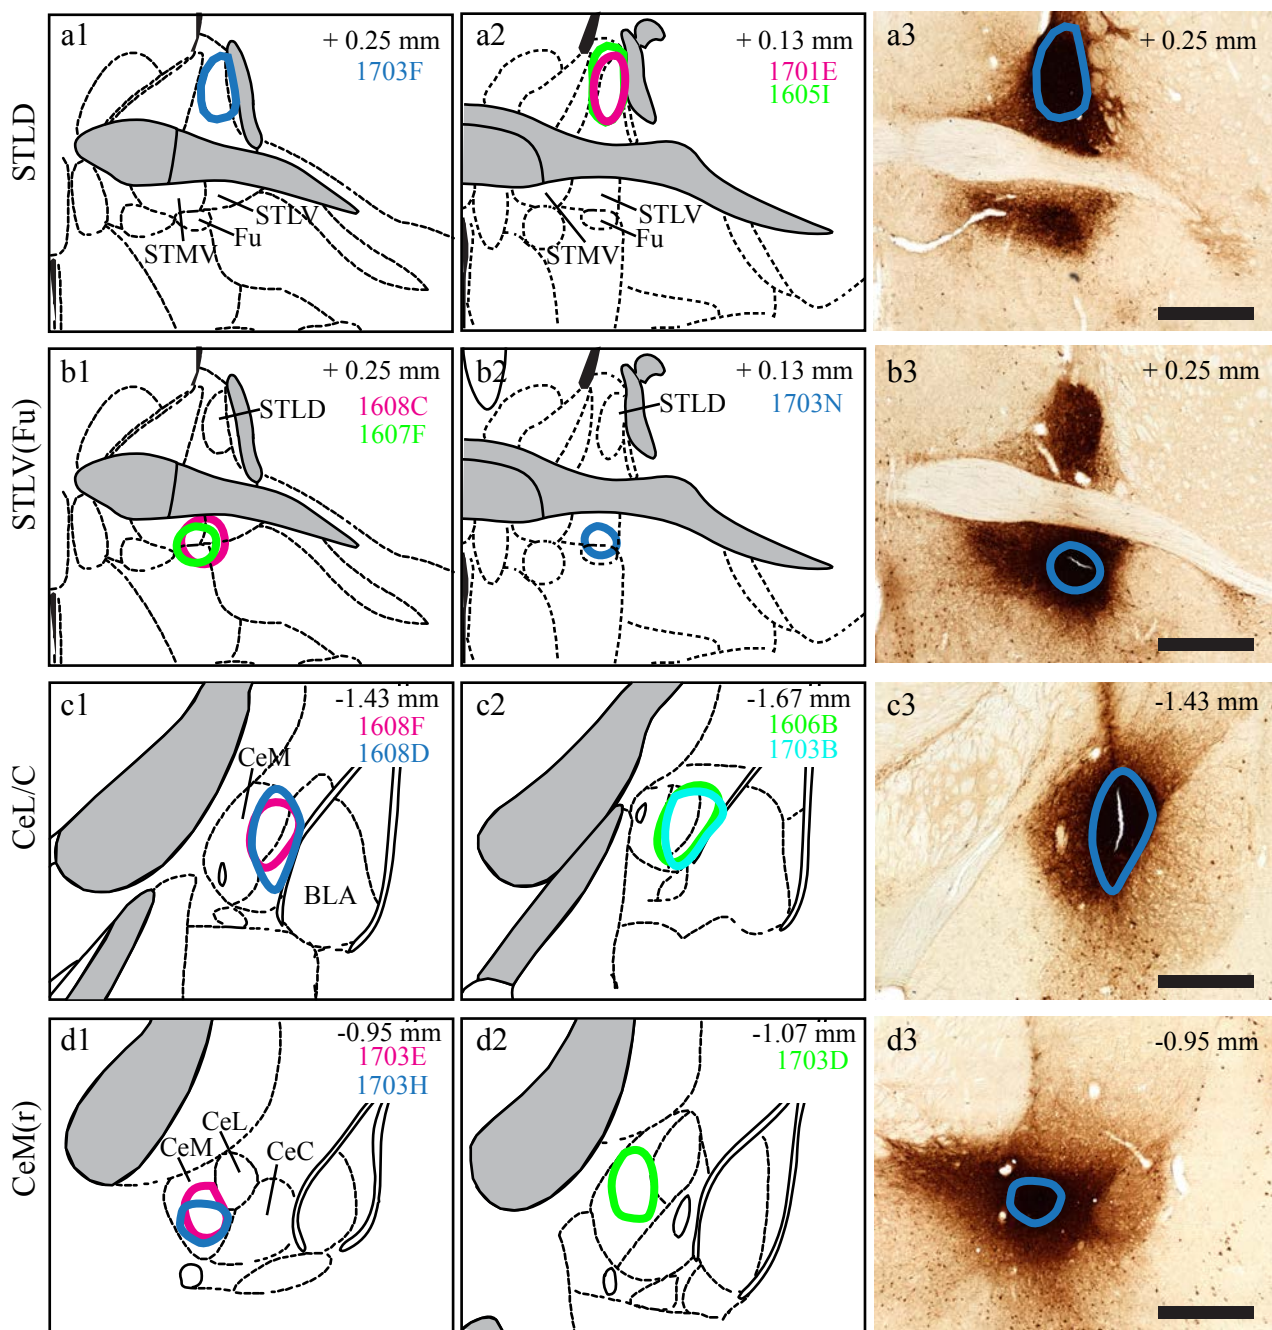 STLD
a1
+ 0.25 mm
1703F
STLV
Fu
STMV
a2
+ 0.13 mm
1701E
1605I
STLV
Fu
STMV
a3
+ 0.25 mm
STLV(Fu)
b1
+ 0.25 mm
1608C
1607F
STLD
b2
+ 0.13 mm
1703N
STLD
b3
+ 0.25 mm
CeL/C
c1
-1.43 mm
1608F
1608D
CeM
BLA
c2
-1.67 mm
1606B
1703B
c3
-1.43 mm
CeM(r)
d1
-0.95 mm
1703E
1703H
CeL
CeM
CeC
d2
-1.07 mm
1703D
d3
-0.95 mm